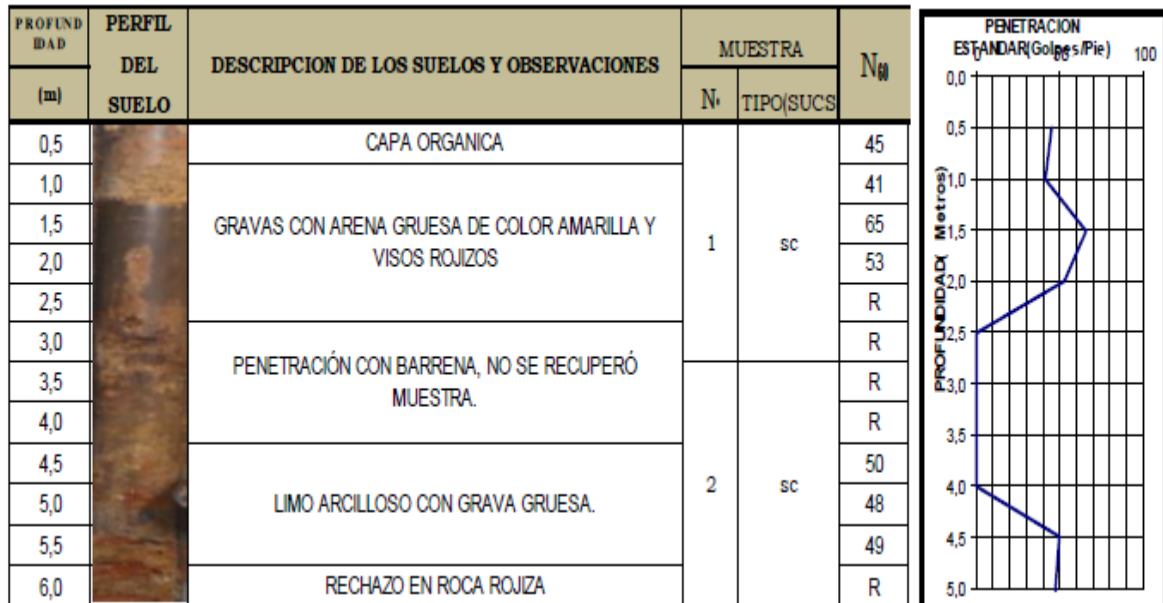 PROFUND
IDAD
(m)
PERFIL
DEL
SUELO
DESCRIPCION DE LOS SUELOS Y OBSERVACIONES
MUESTRA
N•
TIPO(SUCS
N60
0,5
CAPA ORGANICA
45
1,0
41
1,5
GRAVAS CON ARENA GRUESA DE COLOR AMARILLA Y
VISOS ROJIZOS
1
sc
65
2,0
53
2,5
R
3,0
R
PENETRACIÓN CON BARRENA, NO SE RECUPERÓ
MUESTRA.
3,5
R
4,0
R
4,5
50
5,0
LIMO ARCILLOSO CON GRAVA GRUESA.
2
sc
48
5,5
49
6,0
RECHAZO EN ROCA ROJIZA
R
PENETRACION
ESTANDAR(Golpes/Pie)
0
100
PROFUNDIDAD( Metros)
0,0
0,5
1,0
1,5
2,0
2,5
3,0
3,5
4,0
4,5
5,0